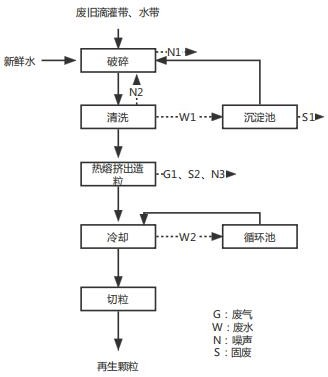 废旧滴灌带、水带
新鲜水
破碎
N1
N2
清洗
W1
沉淀池
S1
热熔挤出造
粒
G1、S2、N3
冷却
W2
循环池
切粒
再生颗粒
G：废气
W：废水
N：噪声
S：固废